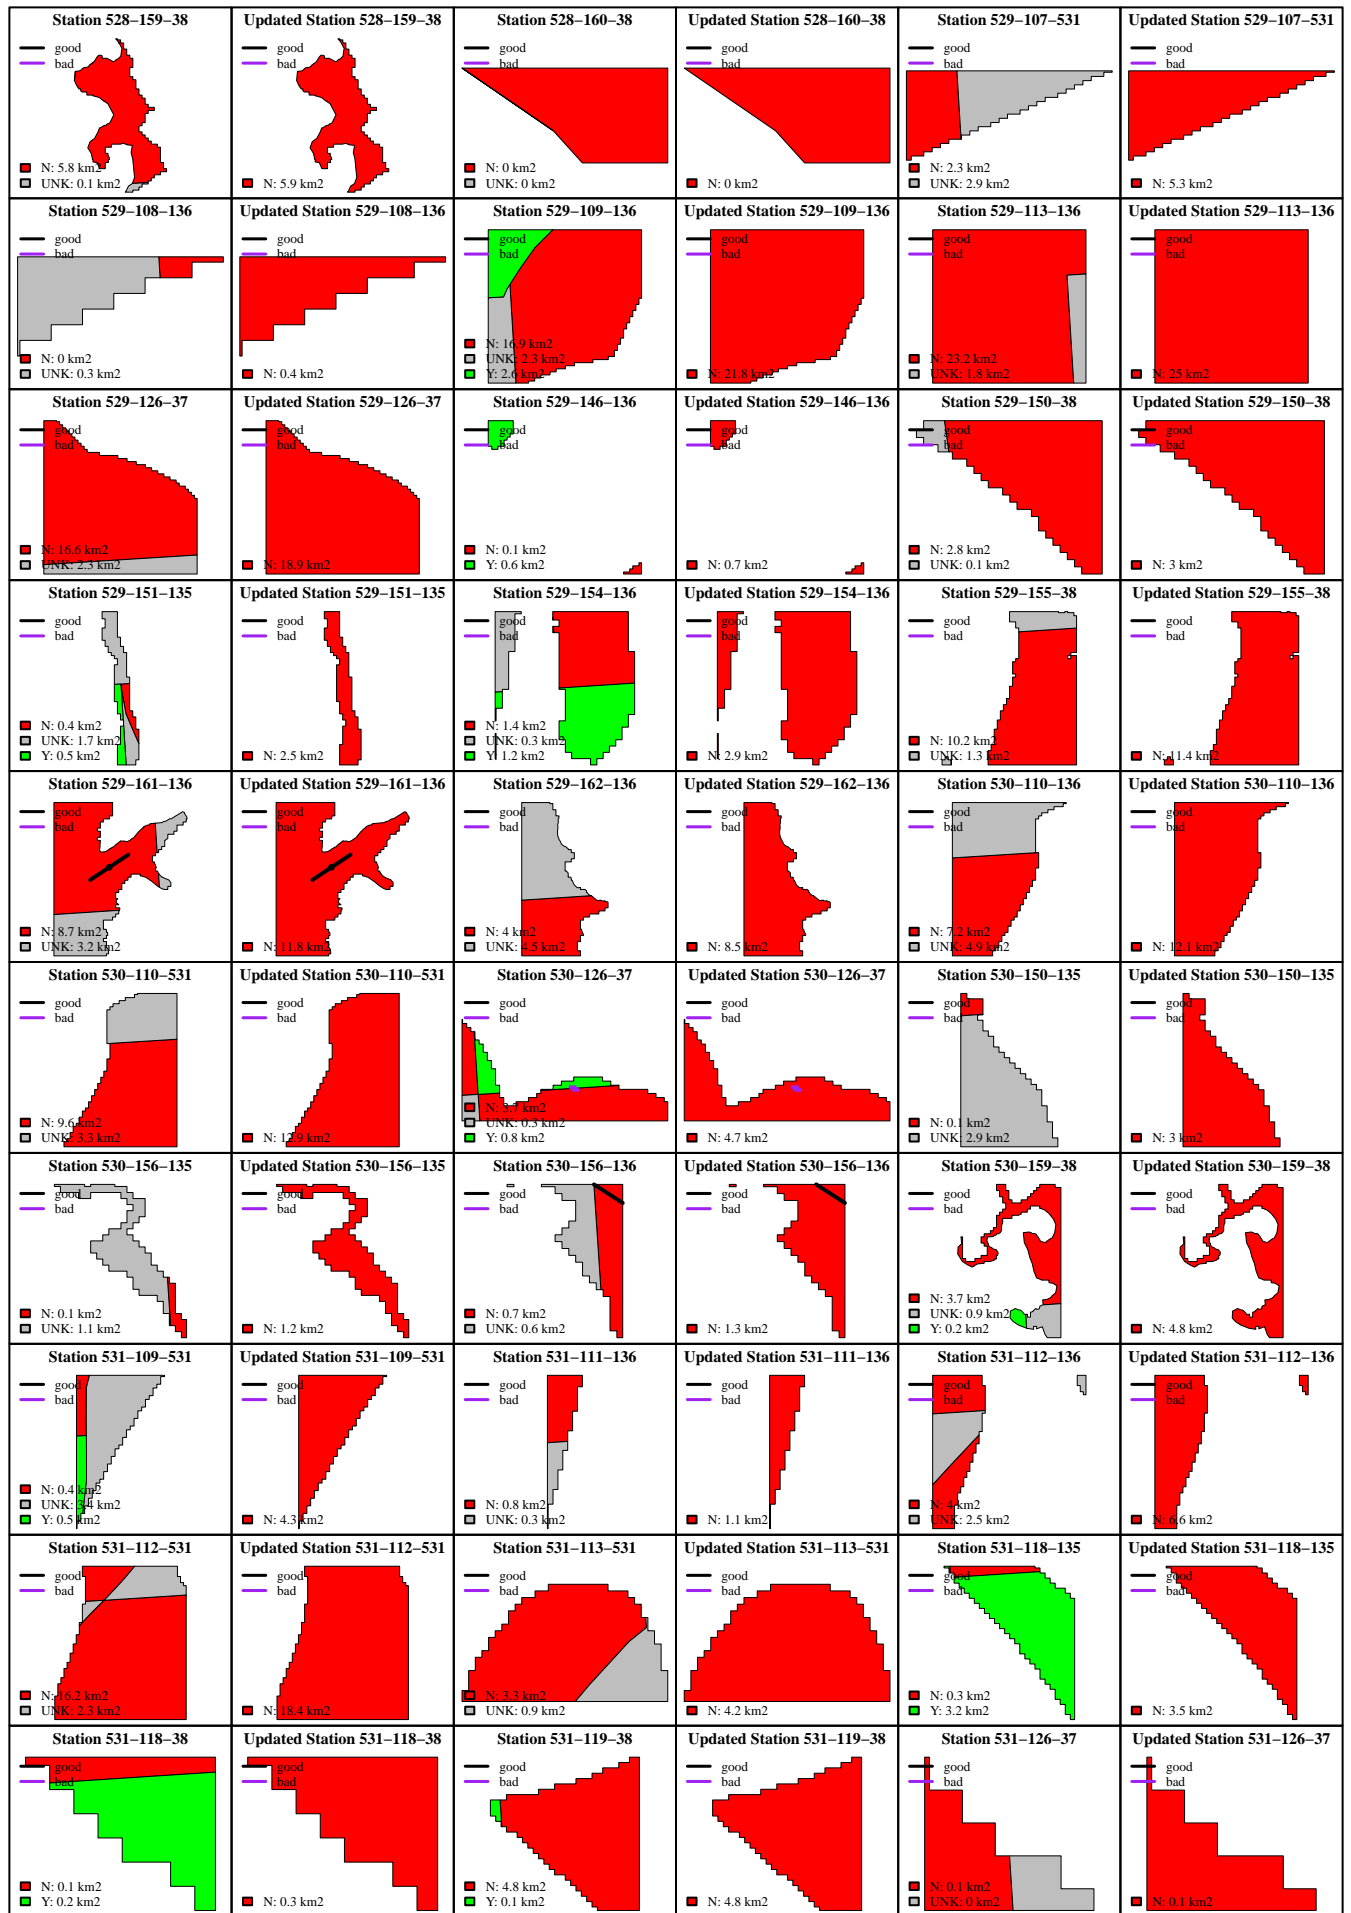 Station 528−159−38
good
bad
N: 5.8 km2
UNK: 0.1 km2
Updated Station 528−159−38
good
bad
N: 5.9 km2
Station 528−160−38
good
bad
N: 0 km2
UNK: 0 km2
Updated Station 528−160−38
good
bad
N: 0 km2
Station 529−107−531
good
bad
N: 2.3 km2
UNK: 2.9 km2
Updated Station 529−107−531
good
bad
N: 5.3 km2
Station 529−108−136
good
bad
N: 0 km2
UNK: 0.3 km2
Updated Station 529−108−136
good
bad
N: 0.4 km2
Station 529−109−136
good
bad
N: 16.9 km2
UNK: 2.3 km2
Y: 2.6 km2
Updated Station 529−109−136
good
bad
N: 21.8 km2
Station 529−113−136
good
bad
N: 23.2 km2
UNK: 1.8 km2
Updated Station 529−113−136
good
bad
N: 25 km2
Station 529−126−37
good
bad
N: 16.6 km2
UNK: 2.3 km2
Updated Station 529−126−37
good
bad
N: 18.9 km2
Station 529−146−136
good
bad
N: 0.1 km2
Y: 0.6 km2
Updated Station 529−146−136
good
bad
N: 0.7 km2
Station 529−150−38
good
bad
N: 2.8 km2
UNK: 0.1 km2
Updated Station 529−150−38
good
bad
N: 3 km2
Station 529−151−135
good
bad
N: 0.4 km2
UNK: 1.7 km2
Y: 0.5 km2
Updated Station 529−151−135
good
bad
N: 2.5 km2
Station 529−154−136
good
bad
N: 1.4 km2
UNK: 0.3 km2
Y: 1.2 km2
Updated Station 529−154−136
good
bad
N: 2.9 km2
Station 529−155−38
good
bad
N: 10.2 km2
UNK: 1.3 km2
Updated Station 529−155−38
good
bad
N: 11.4 km2
Station 529−161−136
good
bad
N: 8.7 km2
UNK: 3.2 km2
Updated Station 529−161−136
good
bad
N: 11.8 km2
Station 529−162−136
good
bad
N: 4 km2
UNK: 4.5 km2
Updated Station 529−162−136
good
bad
N: 8.5 km2
Station 530−110−136
good
bad
N: 7.2 km2
UNK: 4.9 km2
Updated Station 530−110−136
good
bad
N: 12.1 km2
Station 530−110−531
good
bad
N: 9.6 km2
UNK: 3.3 km2
Updated Station 530−110−531
good
bad
N: 12.9 km2
Station 530−126−37
good
bad
N: 3.7 km2
UNK: 0.3 km2
Y: 0.8 km2
Updated Station 530−126−37
good
bad
N: 4.7 km2
Station 530−150−135
good
bad
N: 0.1 km2
UNK: 2.9 km2
Updated Station 530−150−135
good
bad
N: 3 km2
Station 530−156−135
good
bad
N: 0.1 km2
UNK: 1.1 km2
Updated Station 530−156−135
good
bad
N: 1.2 km2
Station 530−156−136
good
bad
N: 0.7 km2
UNK: 0.6 km2
Updated Station 530−156−136
good
bad
N: 1.3 km2
Station 530−159−38
good
bad
N: 3.7 km2
UNK: 0.9 km2
Y: 0.2 km2
Updated Station 530−159−38
good
bad
N: 4.8 km2
Station 531−109−531
good
bad
N: 0.4 km2
UNK: 3.4 km2
Y: 0.5 km2
Updated Station 531−109−531
good
bad
N: 4.3 km2
Station 531−111−136
good
bad
N: 0.8 km2
UNK: 0.3 km2
Updated Station 531−111−136
good
bad
N: 1.1 km2
Station 531−112−136
good
bad
N: 4 km2
UNK: 2.5 km2
Updated Station 531−112−136
good
bad
N: 6.6 km2
Station 531−112−531
good
bad
N: 16.2 km2
UNK: 2.3 km2
Updated Station 531−112−531
good
bad
N: 18.4 km2
Station 531−113−531
good
bad
N: 3.3 km2
UNK: 0.9 km2
Updated Station 531−113−531
good
bad
N: 4.2 km2
Station 531−118−135
good
bad
N: 0.3 km2
Y: 3.2 km2
Updated Station 531−118−135
good
bad
N: 3.5 km2
Station 531−118−38
good
bad
N: 0.1 km2
Y: 0.2 km2
Updated Station 531−118−38
good
bad
N: 0.3 km2
Station 531−119−38
good
bad
N: 4.8 km2
Y: 0.1 km2
Updated Station 531−119−38
good
bad
N: 4.8 km2
Station 531−126−37
good
bad
N: 0.1 km2
UNK: 0 km2
Updated Station 531−126−37
good
bad
N: 0.1 km2